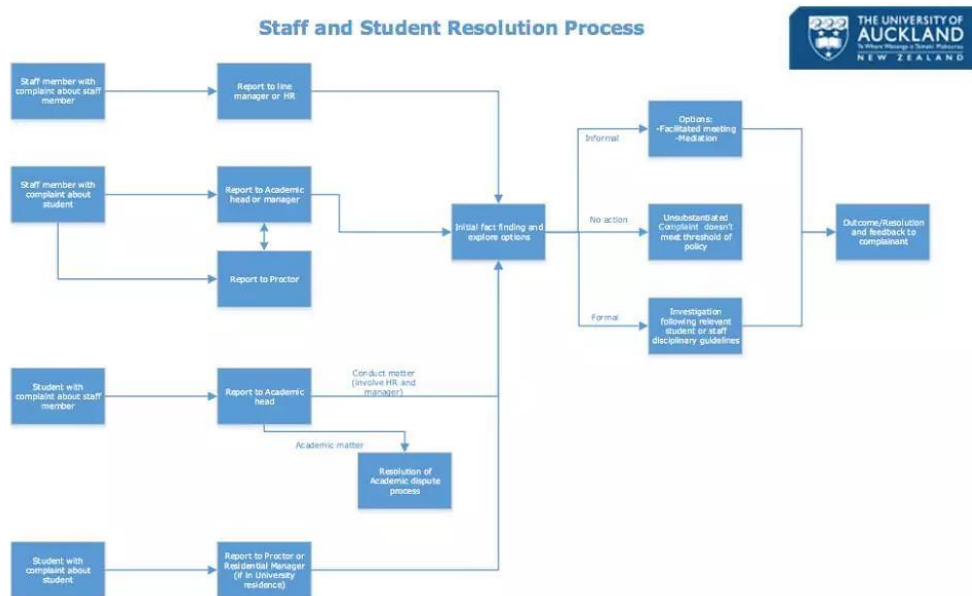 Staff and Student Resolution Process
THE UNIVERSITY OF
AUCKLAND
Te Whare Wānanga o Tāmaki Makaurau
NEW ZEALAND
Staff member with
complaint about staff
member
Report to line
manager or HR
Options:
-Facilitated meeting
-Mediation
Informal
Staff member with
complaint about
student
Report to Academic
head or manager
Initial fact finding and
explore options
No action
Unsubstantiated
Complaint doesn't
meet threshold of
policy
Outcome/Resolution
and feedback to
complainant
Report to Proctor
Formal
Investigation
following relevant
student or staff
disciplinary guidelines
Student with
complaint about staff
member
Report to Academic
head
Conduct matter
(involve HR and
manager)
Academic matter
Resolution of
Academic dispute
process
Student with
complaint about
student
Report to Proctor or
Residential Manager
(if in University
residence)